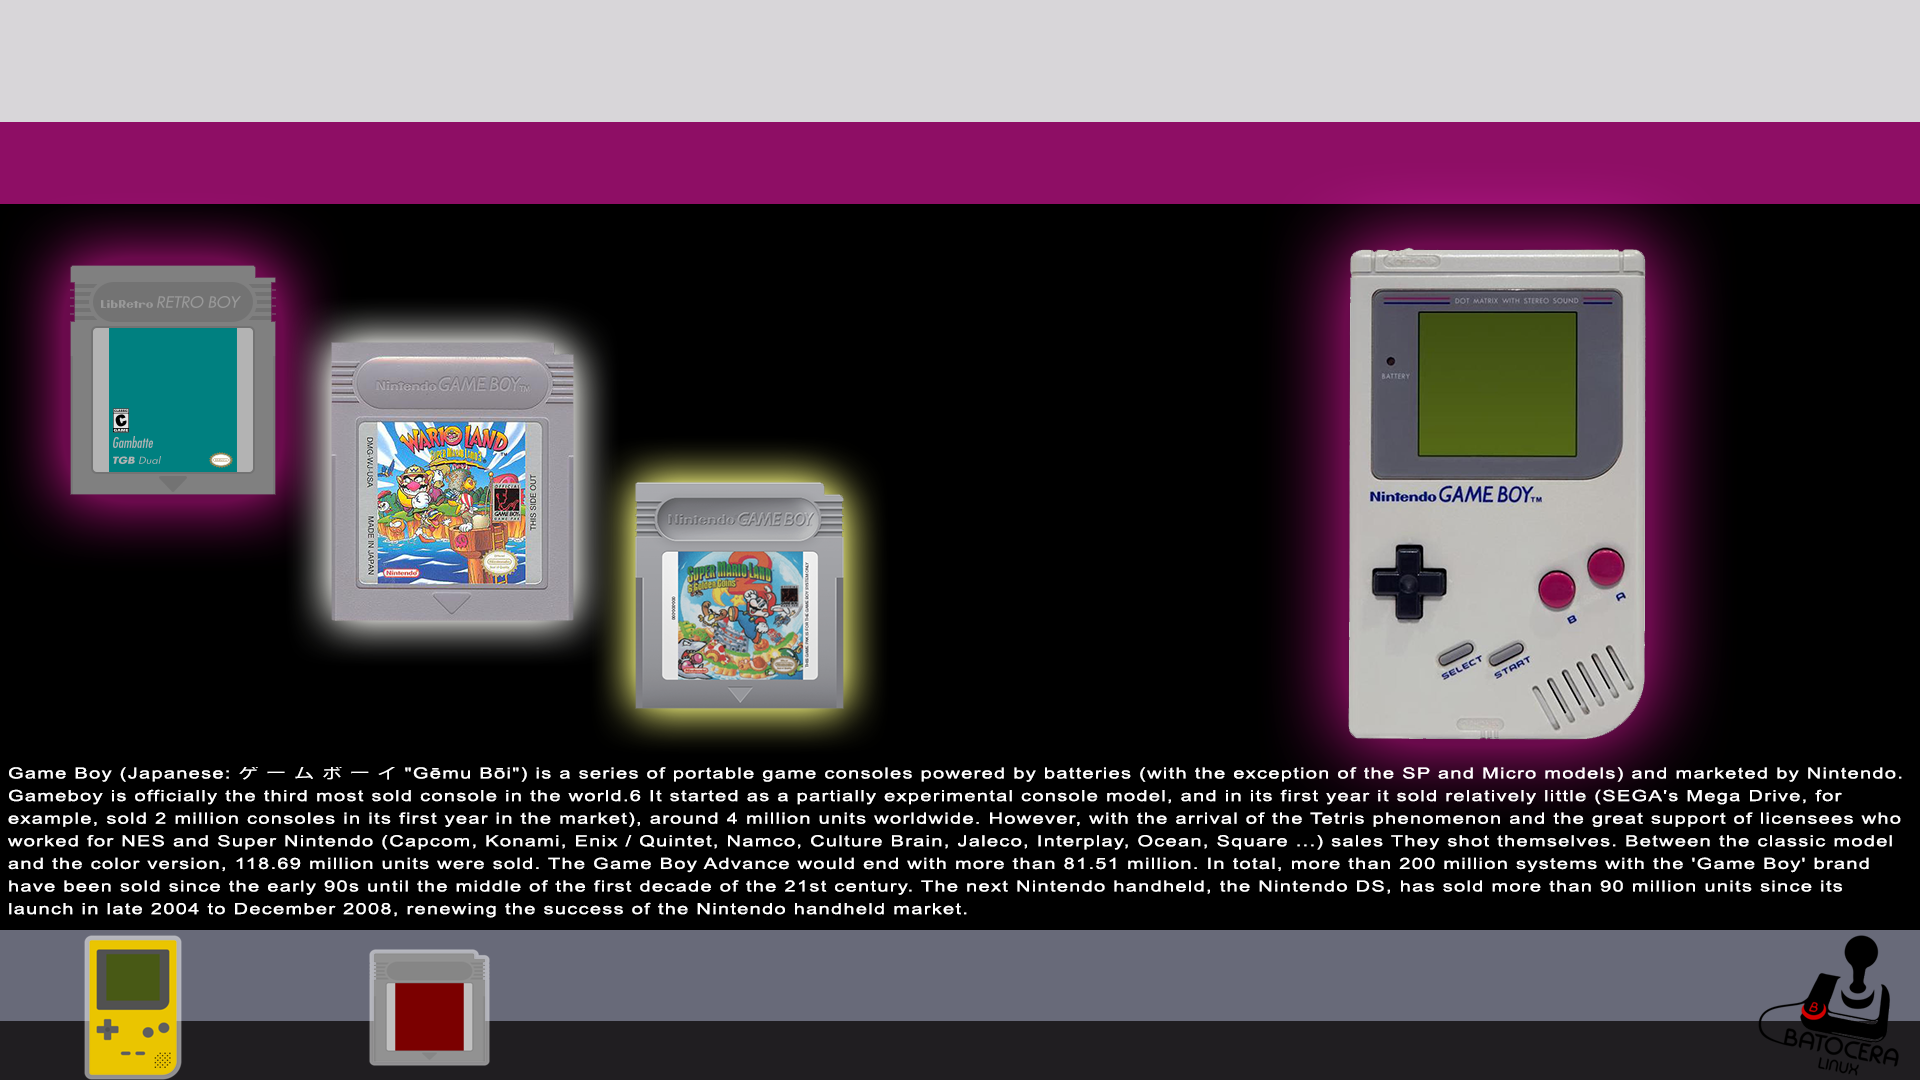 LibRetro RETRO BOY
GAME
Gambatte
TGB Dual
Nintendo GAME BOY TM
DMG-WJ-USA
MADE IN JAPAN
WARIO LAND
SUPER MARIO LAND 3
OFFICIAL
GAME BOY
THIS SIDE OUT
Nintendo
Nintendo GAME BOY
SUPER MARIO LAND 2
6 Golden Coins
Nintendo
DOT MATRIX WITH STEREO SOUND
BATTERY
Nintendo GAME BOY TM
A
B
SELECT
START
Game Boy (Japanese: ゲ ー ム ボ ー イ "Gēmu Bōi") is a series of portable game consoles powered by batteries (with the exception of the SP and Micro models) and marketed by Nintendo.
Gameboy is officially the third most sold console in the world.6 It started as a partially experimental console model, and in its first year it sold relatively little (SEGA's Mega Drive, for
example, sold 2 million consoles in its first year in the market), around 4 million units worldwide. However, with the arrival of the Tetris phenomenon and the great support of licensees who
worked for NES and Super Nintendo (Capcom, Konami, Enix / Quintet, Namco, Culture Brain, Jaleco, Interplay, Ocean, Square ...) sales They shot themselves. Between the classic model
and the color version, 118.69 million units were sold. The Game Boy Advance would end with more than 81.51 million. In total, more than 200 million systems with the 'Game Boy' brand
have been sold since the early 90s until the middle of the first decade of the 21st century. The next Nintendo handheld, the Nintendo DS, has sold more than 90 million units since its
launch in late 2004 to December 2008, renewing the success of the Nintendo handheld market.
B
BATOCERA
LINUX